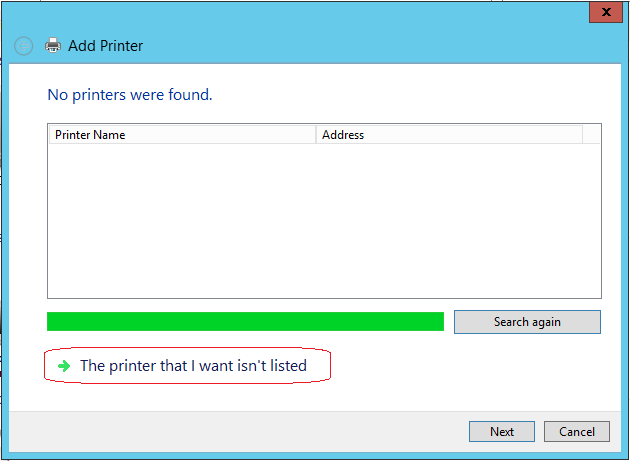 x
Add Printer
No printers were found.
Printer Name Address
Search again
The printer that I want isn't listed
Next Cancel